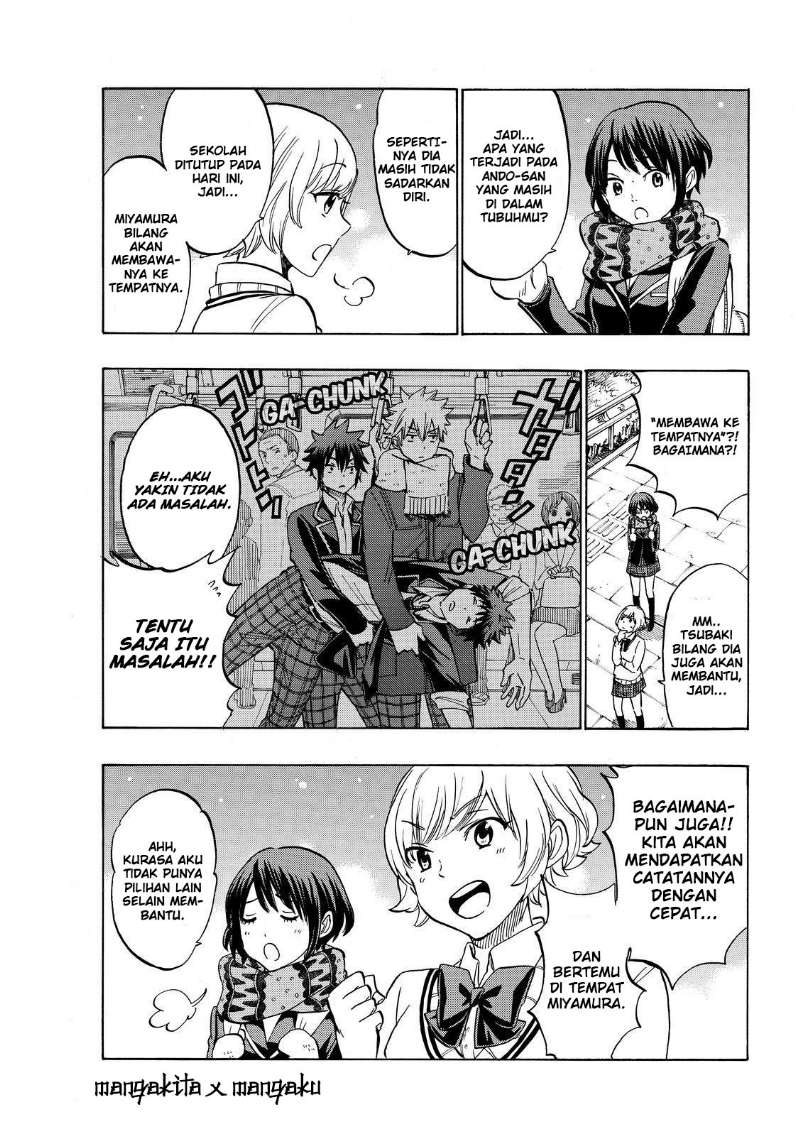 JADI...
APA YANG
TERJADI PADA
ANDO-SAN
YANG MASIH
DI DALAM
TUBUHMU?
SEPERTI-
NYA DIA
MASIH TIDAK
SADARKAN
DIRI.
SEKOLAH
DITUTUP PADA
HARI INI,
JADI...
MIYAMURA
BILANG
AKAN
MEMBAWA-
NYA KE
TEMPATNYA.
"MEMBAWA KE
TEMPATNYA"?!
BAGAIMANA?!
MM..
TSUBAKI
BILANG DIA
JUGA AKAN
MEMBANTU,
JADI...
GA-CHUNK
GA-CHUNK
EH...AKU
YAKIN TIDAK
ADA MASALAH.
TENTU
SAJA ITU
MASALAH!!
BAGAIMANA-
PUN JUGA!!
KITA AKAN
MENDAPATKAN
CATATANNYA
DENGAN
CEPAT...
DAN
BERTEMU
DI TEMPAT
MIYAMURA.
AHH,
KURASA AKU
TIDAK PUNYA
PILIHAN LAIN
SELAIN MEM-
BANTU.
mangakita x mangaku